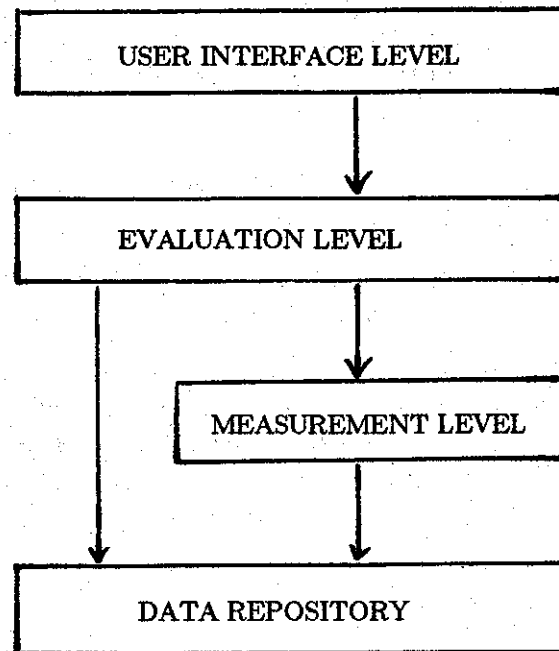 USER INTERFACE LEVEL
EVALUATION LEVEL
MEASUREMENT LEVEL
DATA REPOSITORY